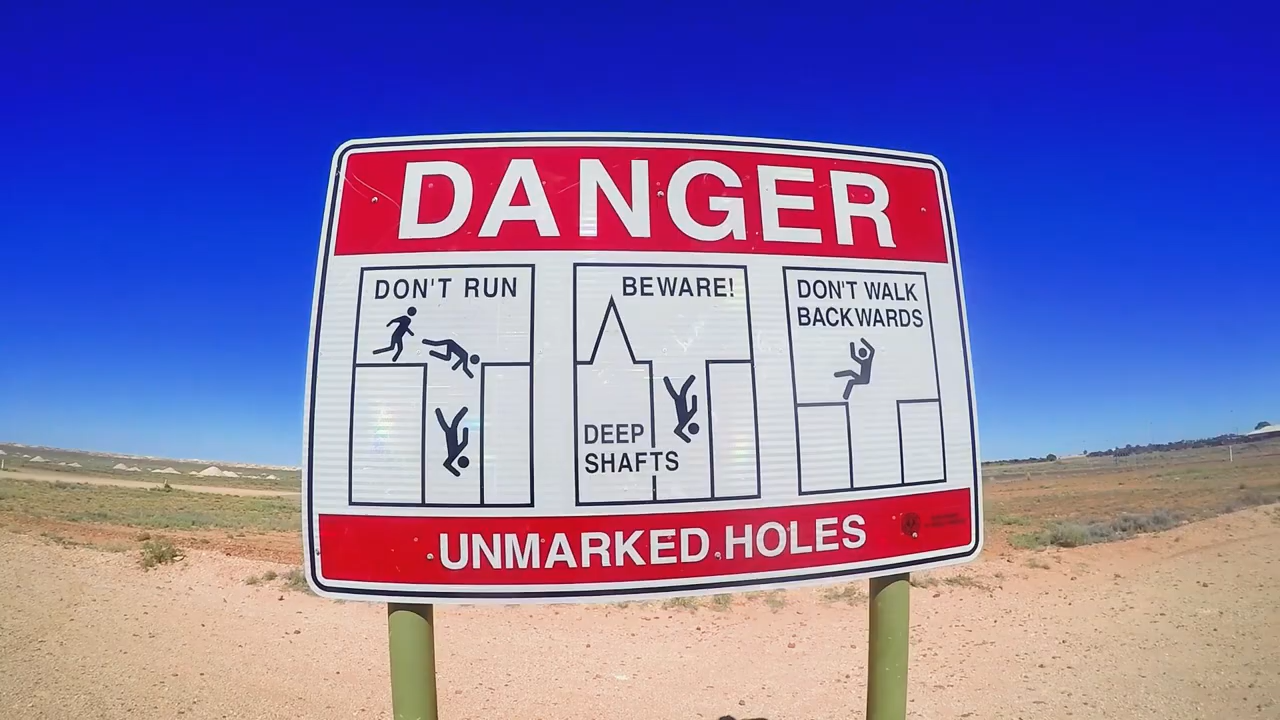 DANGER
DON'T RUN
BEWARE!
DEEP
SHAFTS
DON'T WALK
BACKWARDS
UNMARKED HOLES